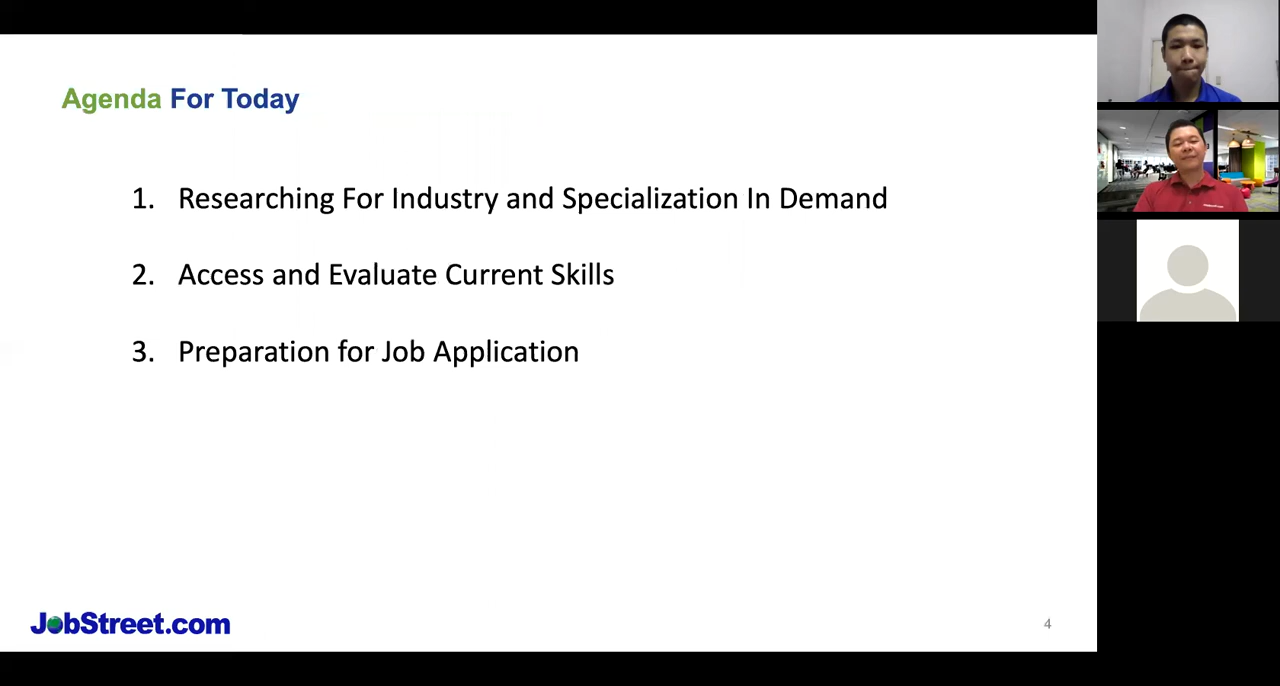 Agenda For Today
1. Researching For Industry and Specialization In Demand
2. Access and Evaluate Current Skills
3. Preparation for Job Application
JobStreet.com
4